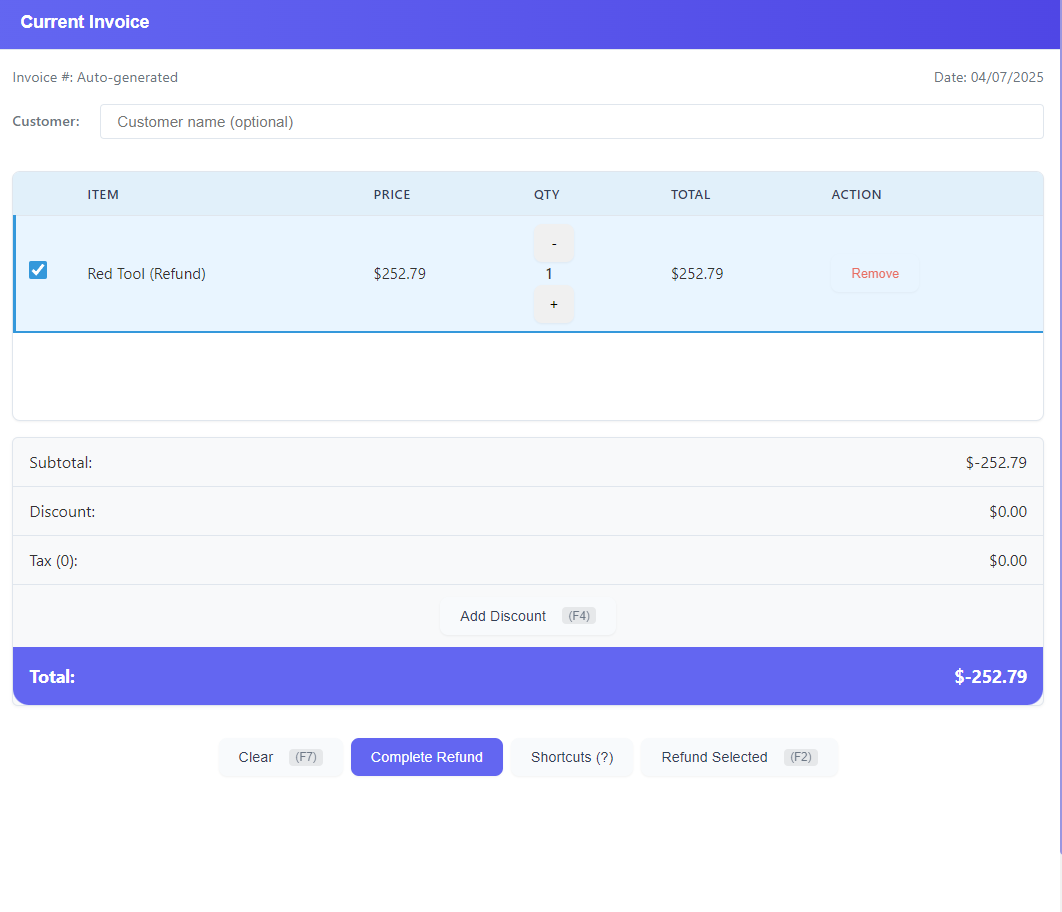 Current Invoice
Invoice #: Auto-generated Date: 04/07/2025
Customer: Customer name (optional)
ITEM PRICE QTY TOTAL ACTION
-
Red Tool (Refund) $252.79 1 $252.79 Remove
+
Subtotal: $-252.79
Discount: $0.00
Tax (0): $0.00
Add Discount (F4)
Total: $-252.79
Clear (F7) Complete Refund Shortcuts (?) Refund Selected (F2)